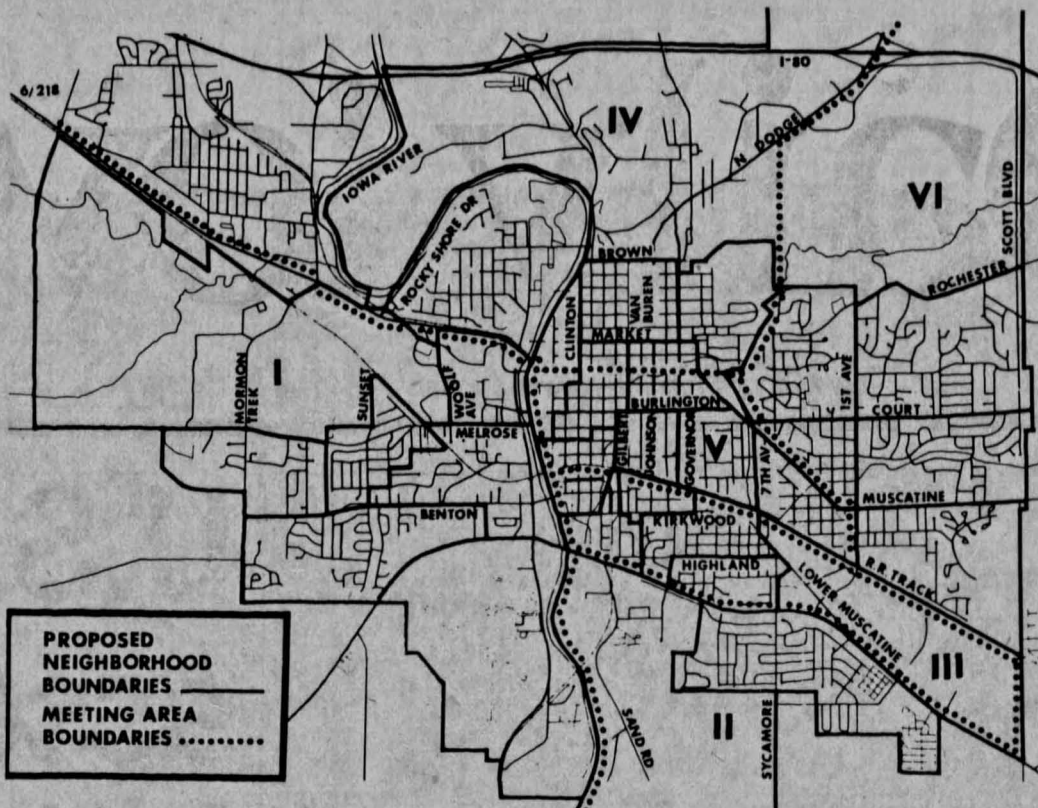 I-80
6/218
IV
N DODGE
IOWA RIVER
VI
SCOTT BLVD
ROCKY SHORE DR
BROWN
ROCHESTER
CLINTON
VAN BUREN
MARKET
I
MORMON TREK
SUNSET
WOLF AVE
1ST AVE
BURLINGTON
COURT
MELROSE
GILBERT
JOHNSON
GOVERNOR
V
7TH AV
MUSCATINE
BENTON
KIRKWOOD
HIGHLAND
R.R. TRACK
LOWER MUSCATINE
III
II
SAND RD
SYCAMORE
PROPOSED
NEIGHBORHOOD
BOUNDARIES
MEETING AREA
BOUNDARIES